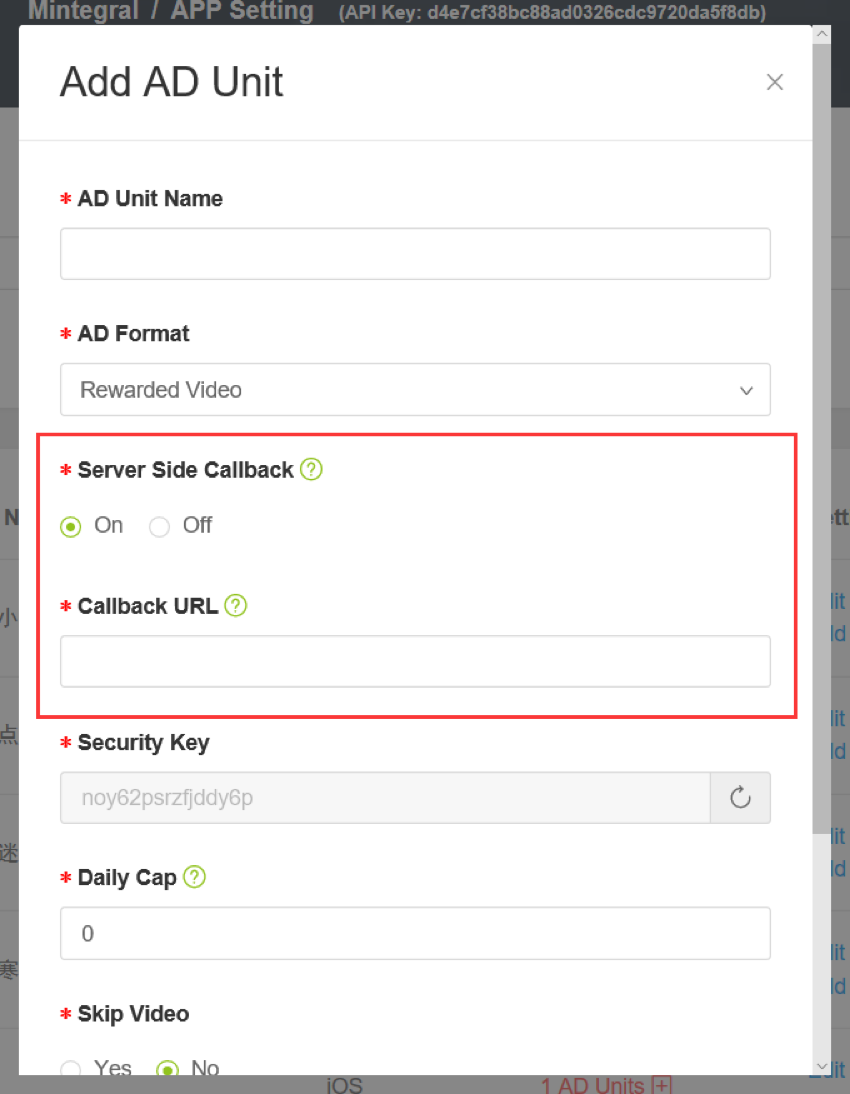 Mintegral / APP Setting (API Key: d4e7cf38bc88ad0326cdc9720da5f8db)
Add AD Unit
* AD Unit Name
* AD Format
Rewarded Video
* Server Side Callback ?
On Off
* Callback URL ?
* Security Key
noy62psrzfjddy6p
* Daily Cap ?
0
* Skip Video
Yes No
iOS 1 AD Units